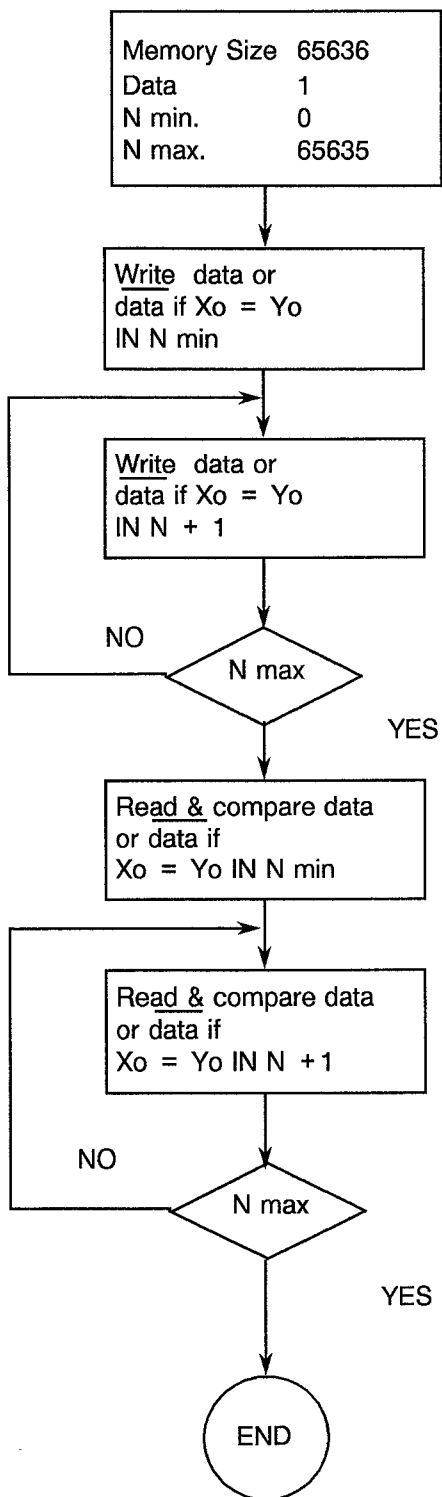 Memory Size 65636
Data 1
N min. 0
N max. 65635
Write data or
data if Xo = Yo
IN N min
Write data or
data if Xo = Yo
IN N + 1
NO
N max
YES
Read & compare data
or data if
Xo = Yo IN N min
Read & compare data
or data if
Xo = Yo IN N +1
NO
N max
YES
END